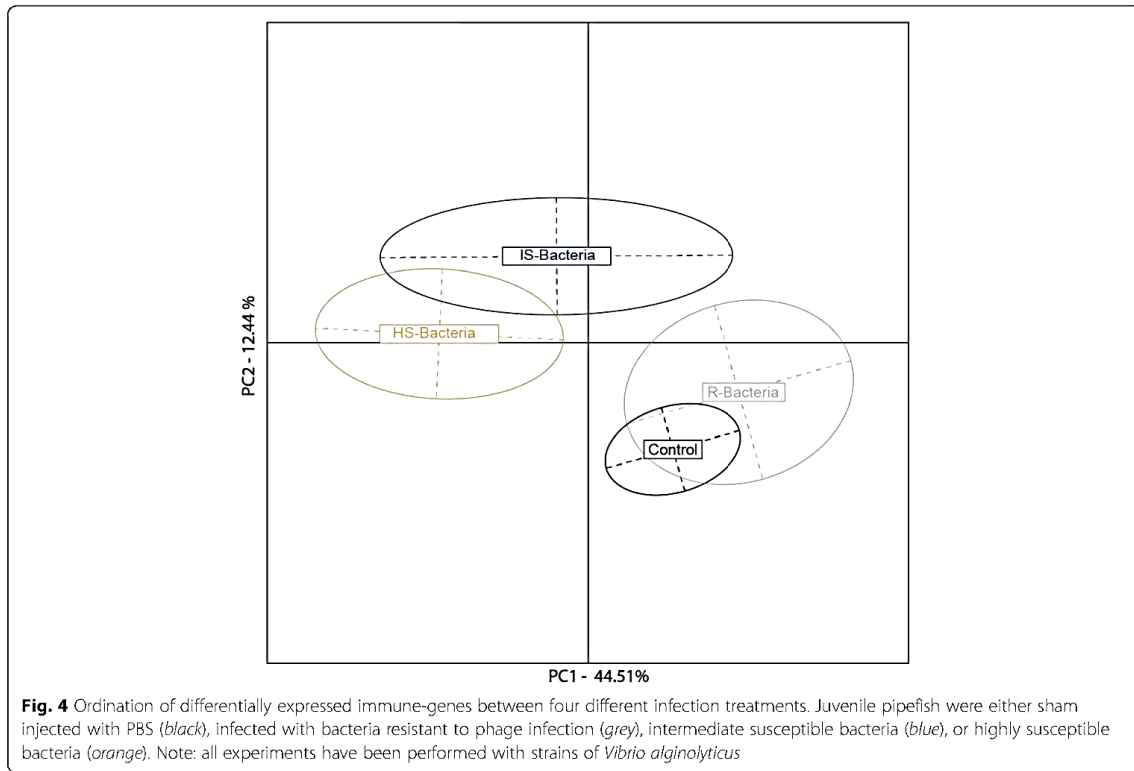 IS-Bacteria
HS-Bacteria
R-Bacteria
Control
PC2 - 12.44 %
PC1 - 44.51%
Fig. 4 Ordination of differentially expressed immune-genes between four different infection treatments. Juvenile pipefish were either sham
injected with PBS (black), infected with bacteria resistant to phage infection (grey), intermediate susceptible bacteria (blue), or highly susceptible
bacteria (orange). Note: all experiments have been performed with strains of Vibrio alginolyticus